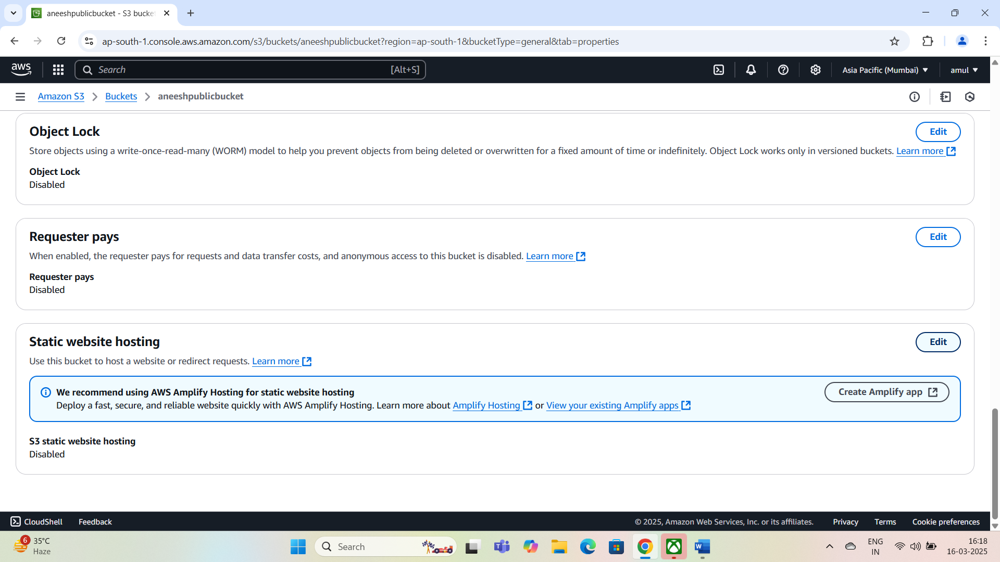 aneeshpublicbucket - S3 bucke
ap-south-1.console.aws.amazon.com/s3/buckets/aneeshpublicbucket?region=ap-south-1&bucketType=general&tab=properties
aws
Search
[Alt+S]
Asia Pacific (Mumbai)
amul
Amazon S3
Buckets
aneeshpublicbucket
Object Lock
Edit
Store objects using a write-once-read-many (WORM) model to help you prevent objects from being deleted or overwritten for a fixed amount of time or indefinitely. Object Lock works only in versioned buckets. Learn more
Object Lock
Disabled
Requester pays
Edit
When enabled, the requester pays for requests and data transfer costs, and anonymous access to this bucket is disabled. Learn more
Requester pays
Disabled
Static website hosting
Edit
Use this bucket to host a website or redirect requests. Learn more
We recommend using AWS Amplify Hosting for static website hosting
Create Amplify app
Deploy a fast, secure, and reliable website quickly with AWS Amplify Hosting. Learn more about Amplify Hosting or View your existing Amplify apps
S3 static website hosting
Disabled
CloudShell
Feedback
© 2025, Amazon Web Services, Inc. or its affiliates.
Privacy
Terms
Cookie preferences
6
35°C
Haze
Search
ENG
IN
16:18
16-03-2025